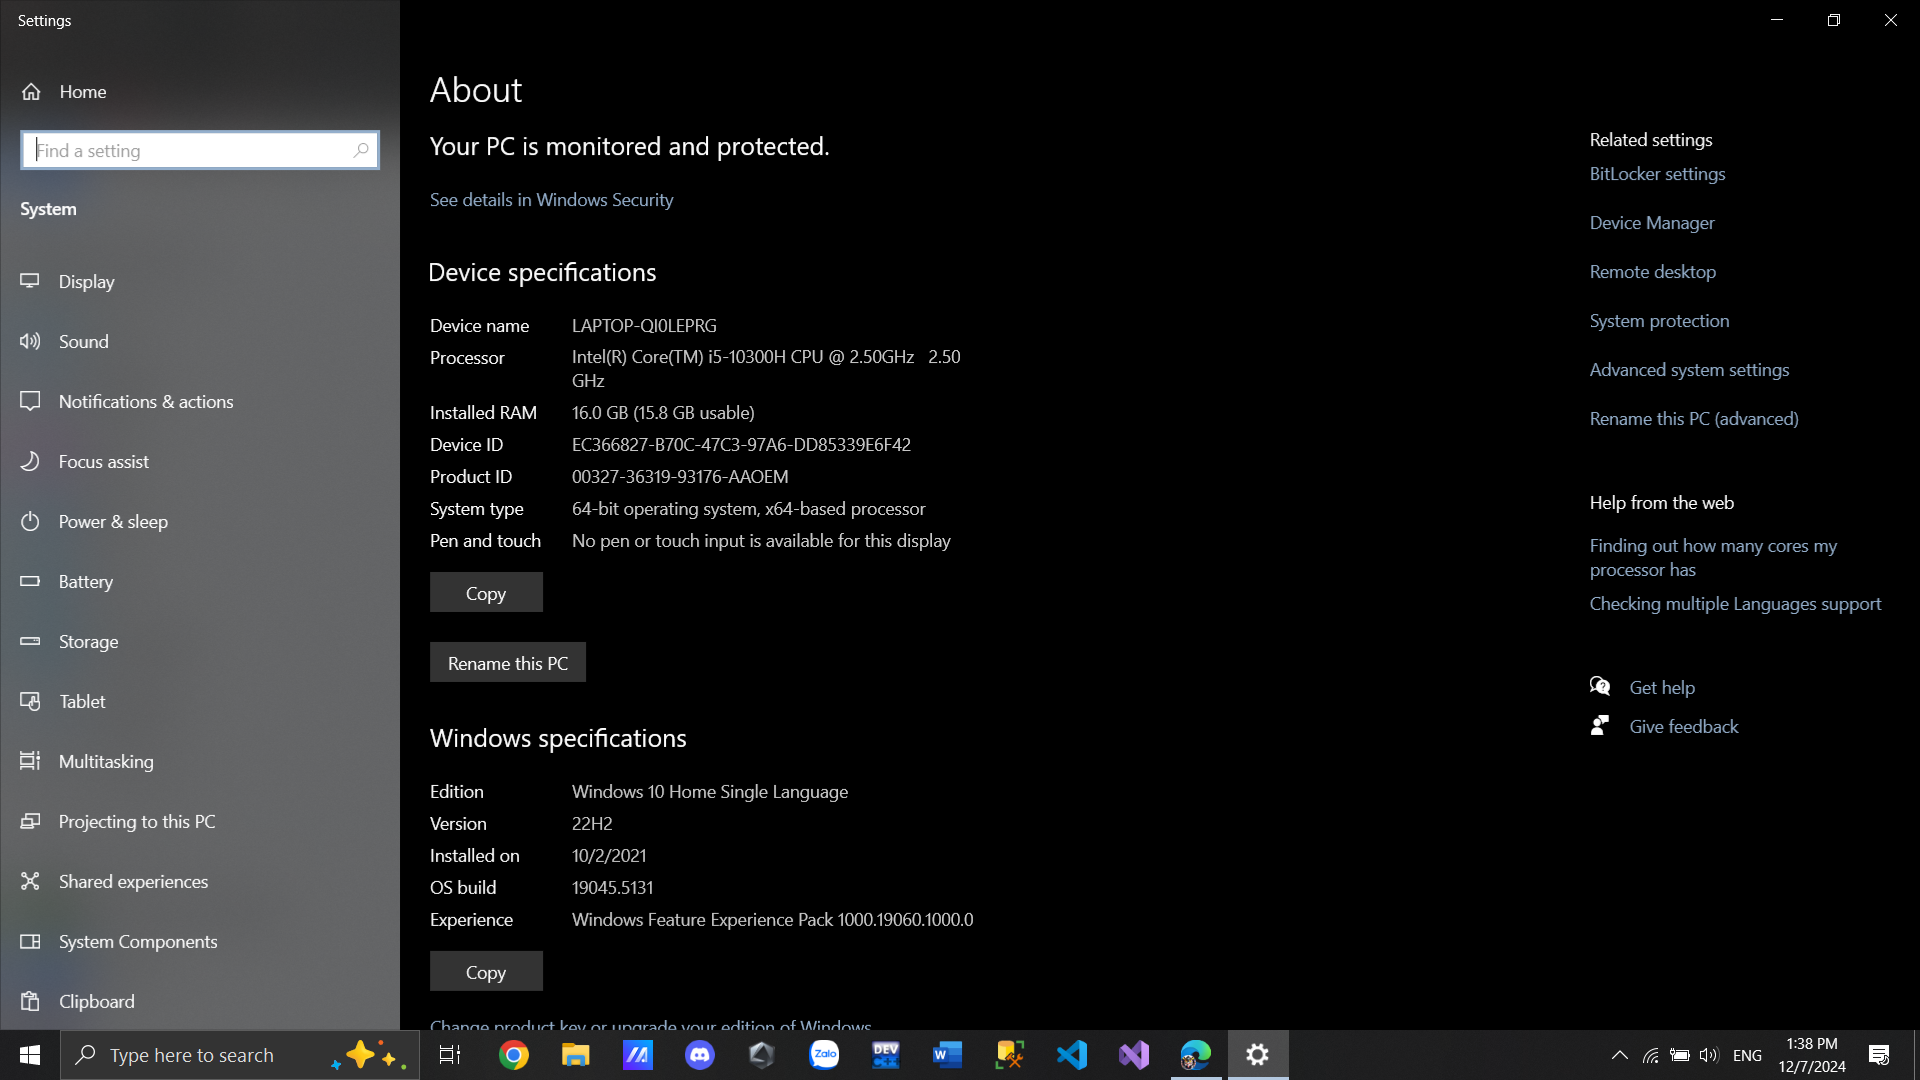 Settings
Home
Find a setting
System
Display
Sound
Notifications & actions
Focus assist
Power & sleep
Battery
Storage
Tablet
Multitasking
Projecting to this PC
Shared experiences
System Components
Clipboard
About
Your PC is monitored and protected.
See details in Windows Security
Device specifications
Device name LAPTOP-QI0LEPRG
Processor Intel(R) Core(TM) i5-10300H CPU @ 2.50GHz 2.50
GHz
Installed RAM 16.0 GB (15.8 GB usable)
Device ID EC366827-B70C-47C3-97A6-DD85339E6F42
Product ID 00327-36319-93176-AAOEM
System type 64-bit operating system, x64-based processor
Pen and touch No pen or touch input is available for this display
Copy
Rename this PC
Windows specifications
Edition Windows 10 Home Single Language
Version 22H2
Installed on 10/2/2021
OS build 19045.5131
Experience Windows Feature Experience Pack 1000.19060.1000.0
Copy
Change product key or upgrade your edition of Windows
Related settings
BitLocker settings
Device Manager
Remote desktop
System protection
Advanced system settings
Rename this PC (advanced)
Help from the web
Finding out how many cores my
processor has
Checking multiple Languages support
Get help
Give feedback
Type here to search
Zalo
DEV
C++
W
ENG
1:38 PM
12/7/2024